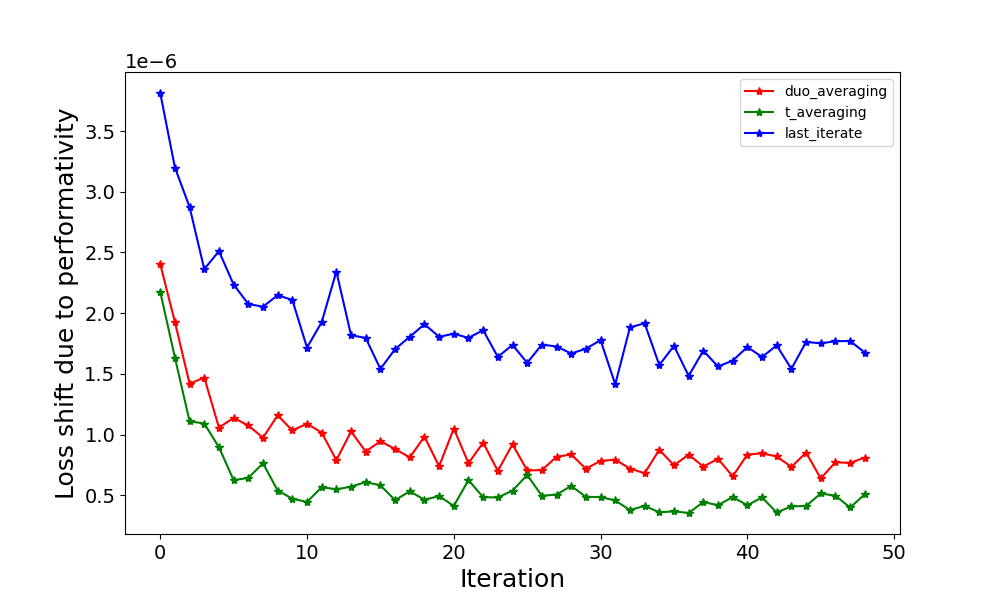 1e−6
Loss shift due to performativity
3.5
3.0
2.5
2.0
1.5
1.0
0.5
duo_averaging
t_averaging
last_iterate
0 10 20 30 40 50
Iteration